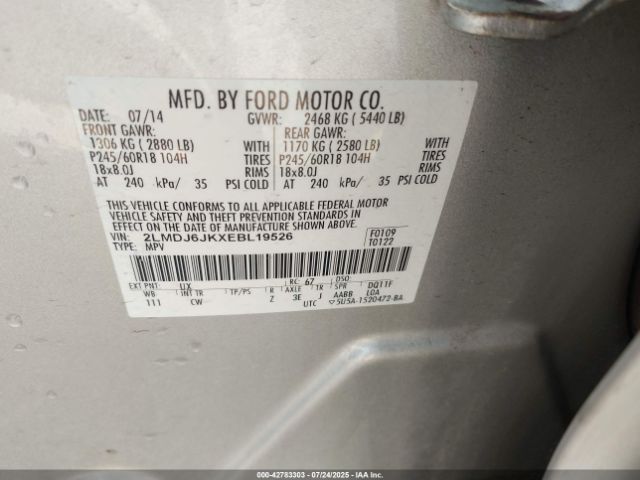 MFD. BY FORD MOTOR CO.
DATE: 07/14 GVWR: 2468 KG ( 5440 LB)
FRONT GAWR: REAR GAWR:
1306 KG ( 2880 LB) WITH 1170 KG ( 2580 LB) WITH
P245/60R18 104H TIRES P245/60R18 104H TIRES
18x8.0J RIMS 18x8.0J RIMS
AT 240 kPa/ 35 PSI COLD AT 240 kPa/ 35 PSI COLD
THIS VEHICLE CONFORMS TO ALL APPLICABLE FEDERAL MOTOR
VEHICLE SAFETY AND THEFT PREVENTION STANDARDS IN
EFFECT ON THE DATE OF MANUFACTURE SHOWN ABOVE.
VIN: 2LMDJ6JKXEBL19526 F0109
TYPE: MPV T0122
EXT PNT: UX RC: 67 DSO:
WB INT TR TP/PS R AXLE TR SPR DQ11F
111 CW Z 3E J AABB LOA
UTC ▽5U5A-1520472-BA
000-42783303 | 07/24/2025 | IAAI.COM/CA